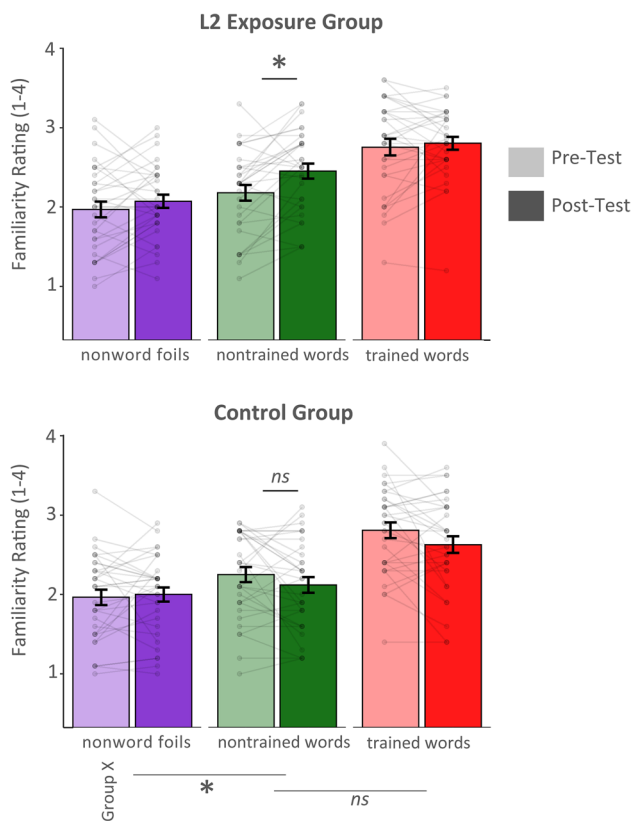 L2 Exposure Group
Familiarity Rating (1-4)
4
3
2
1
*
nonword foils
nontrained words
trained words
Pre-Test
Post-Test
Control Group
Familiarity Rating (1-4)
4
3
2
1
ns
nonword foils
nontrained words
trained words
Group X
*
ns